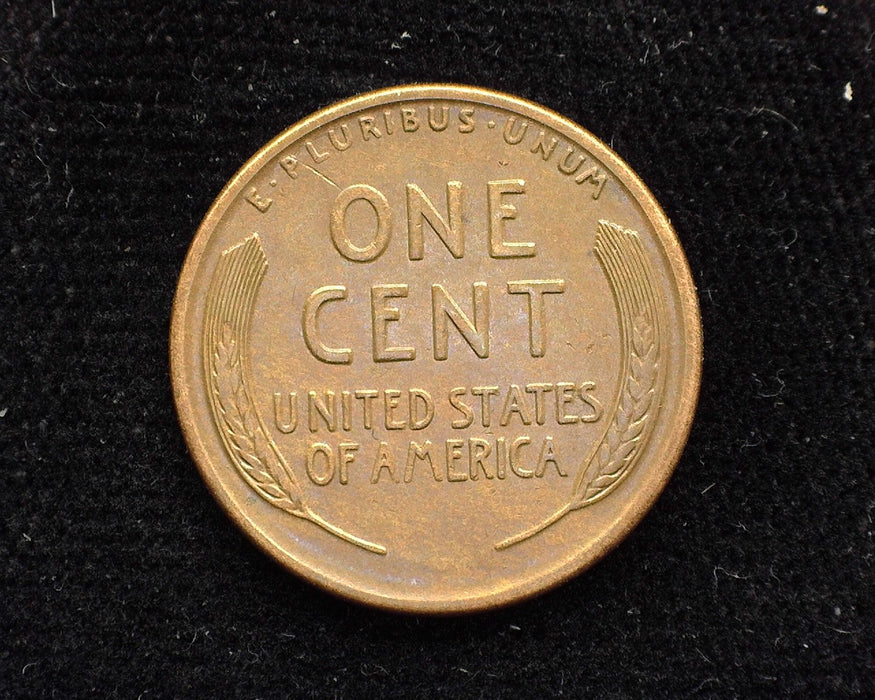 E·PLURIBUS·UNUM
ONE
CENT
UNITED STATES
OF AMERICA